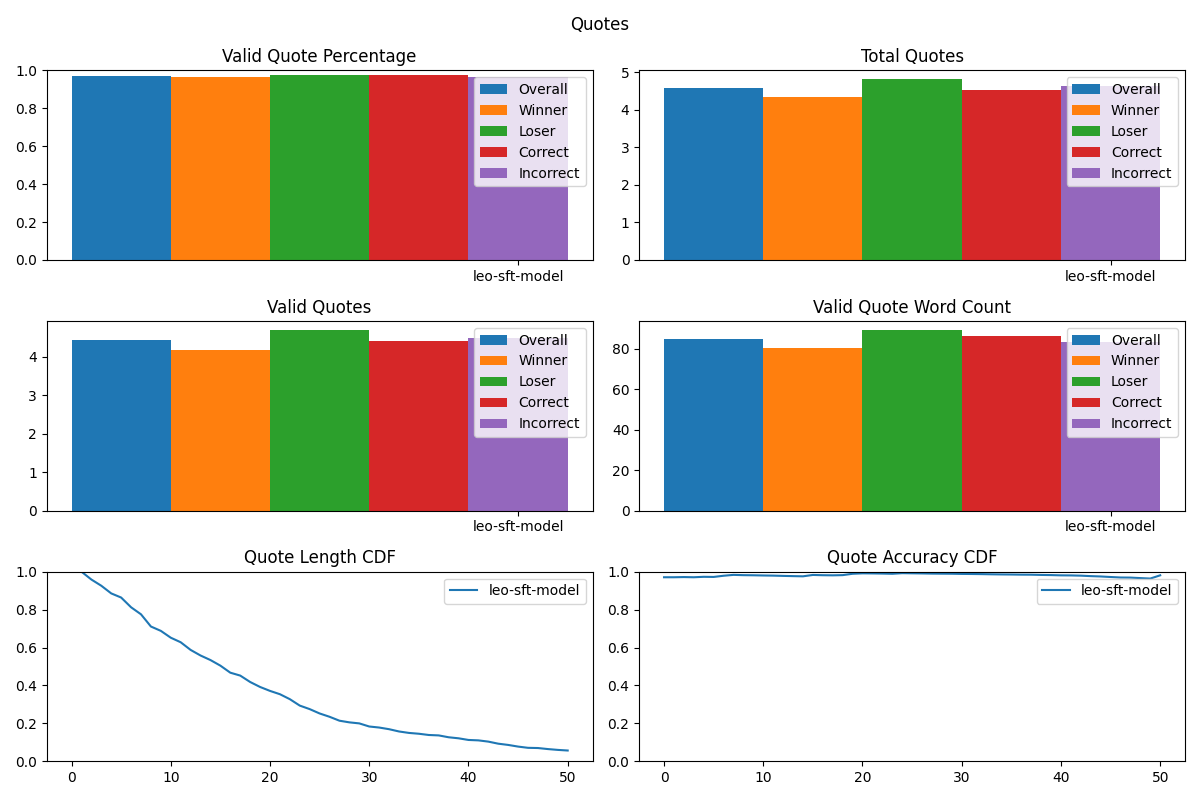 Quotes
Valid Quote Percentage
1.0
0.8
0.6
0.4
0.2
0.0
Overall
Winner
Loser
Correct
Incorrect
leo-sft-model
Total Quotes
5
4
3
2
1
0
Overall
Winner
Loser
Correct
Incorrect
leo-sft-model
Valid Quotes
4
3
2
1
0
Overall
Winner
Loser
Correct
Incorrect
leo-sft-model
Valid Quote Word Count
80
60
40
20
0
Overall
Winner
Loser
Correct
Incorrect
leo-sft-model
Quote Length CDF
1.0
0.8
0.6
0.4
0.2
0.0
leo-sft-model
0 10 20 30 40 50
Quote Accuracy CDF
1.0
0.8
0.6
0.4
0.2
0.0
leo-sft-model
0 10 20 30 40 50